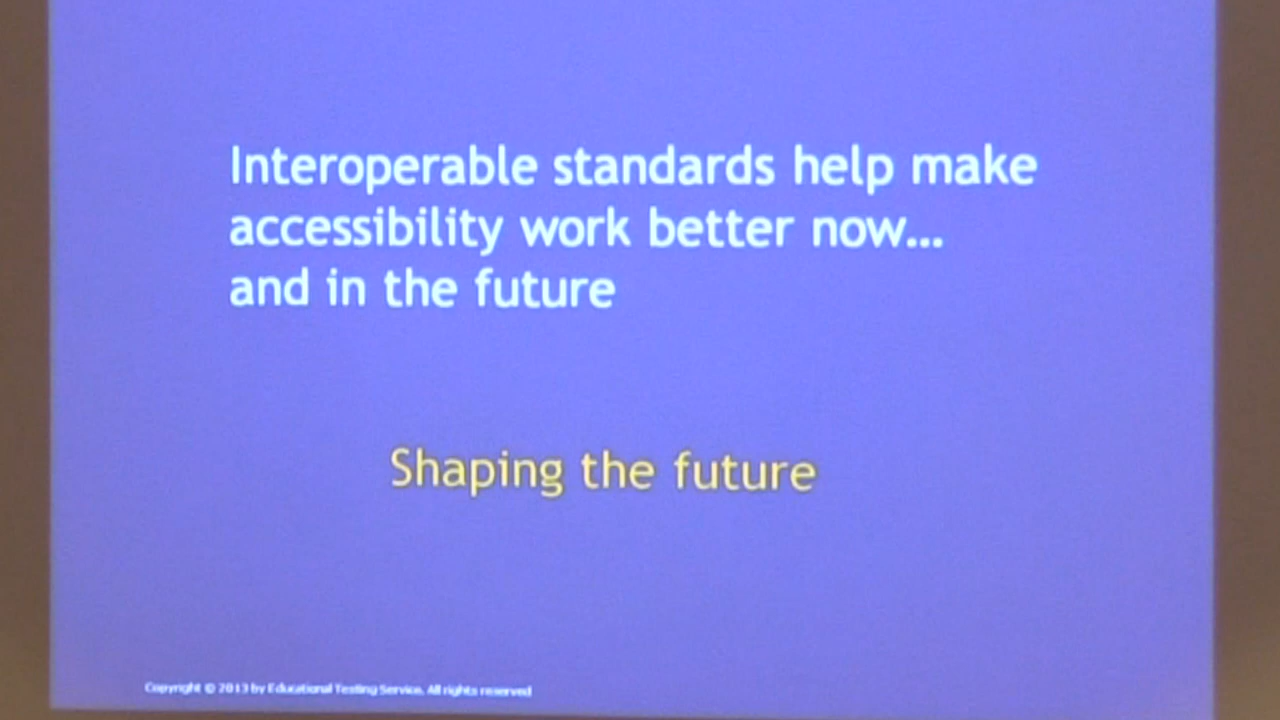 Interoperable standards help make
accessibility work better now...
and in the future
Shaping the future
Copyright © 2013 by Educational Testing Service. All rights reserved